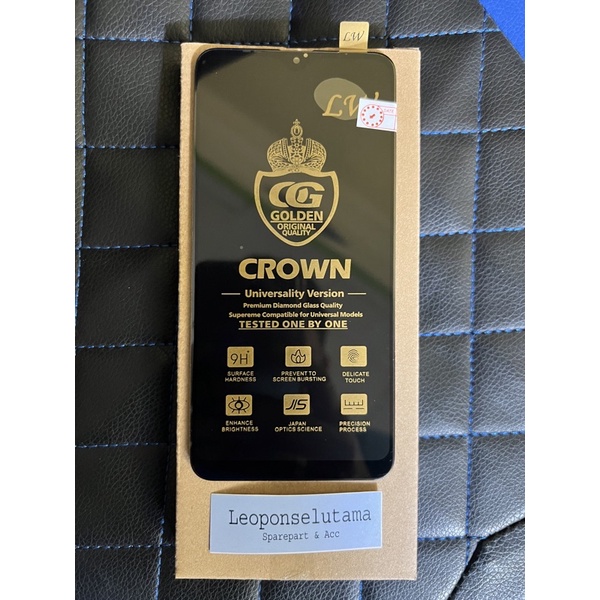 LW
LW
CG
GOLDEN
ORIGINAL
QUALITY
CROWN
Universality Version
Premium Diamond Glass Quality
Supereme Compatible for Universal Models
TESTED ONE BY ONE
9H
SURFACE
HARDNESS
PREVENT TO
SCREEN BURSTING
DELICATE
TOUCH
ENHANCE
BRIGHTNESS
JIS
JAPAN
OPTICS SCIENCE
PRECISION
PROCESS
Leoponselutama
Sparepart & Acc